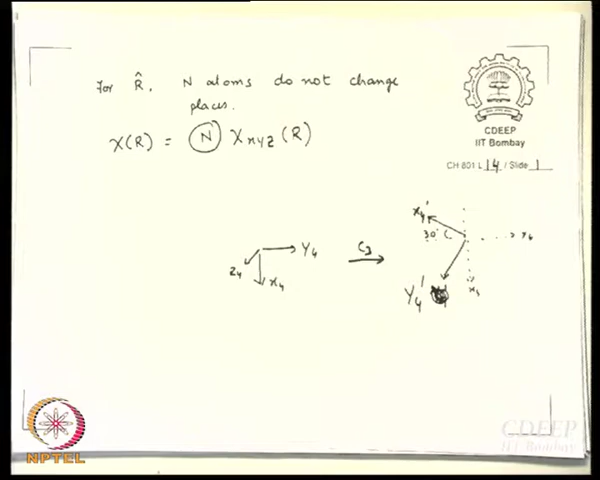 For R̂, N atoms do not change
places.
χ(R) = N χxyz (R)
CDEEP
IIT Bombay
CH 801 L 14 / Slide 1
x₄'
30°
Y₄
Z₄
x₄
C₃
Y₄'
x₄
NPTEL
CDEEP
IIT Bombay